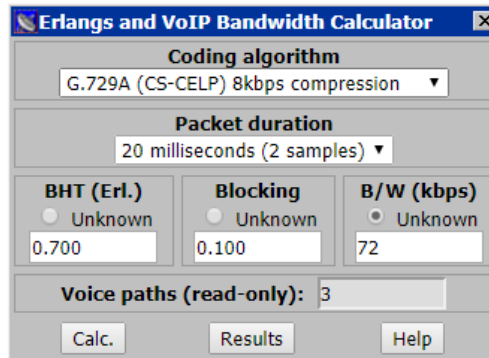 Erlangs and VoIP Bandwidth Calculator
Coding algorithm
G.729A (CS-CELP) 8kbps compression
Packet duration
20 milliseconds (2 samples)
BHT (Erl.) Blocking B/W (kbps)
Unknown Unknown Unknown
0.700 0.100 72
Voice paths (read-only): 3
Calc. Results Help